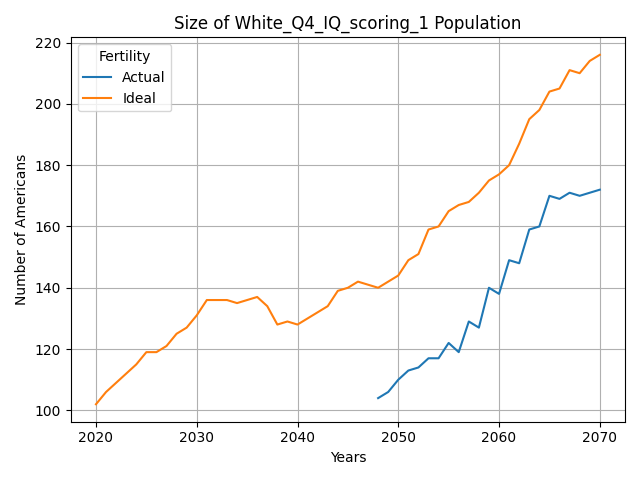 Size of White_Q4_IQ_scoring_1 Population
Fertility
Actual
Ideal
Number of Americans
220
200
180
160
140
120
100
2020
2030
2040
2050
2060
2070
Years